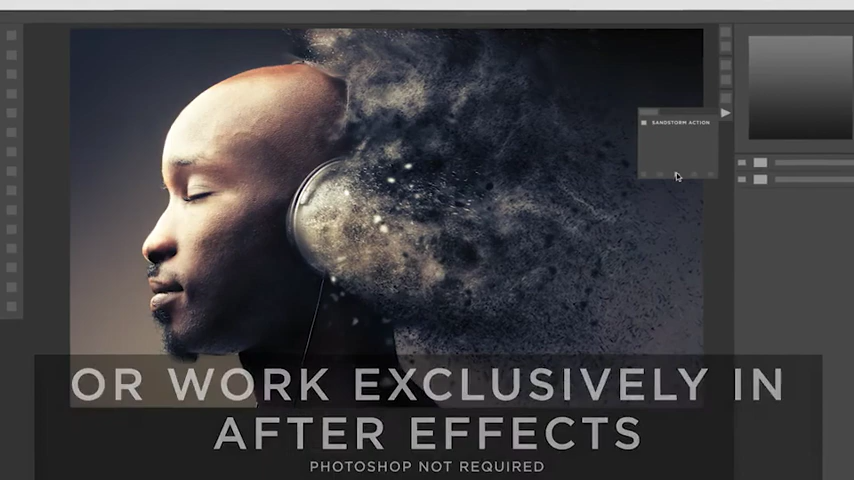 SANDSTORM ACTION
OR WORK EXCLUSIVELY IN
AFTER EFFECTS
PHOTOSHOP NOT REQUIRED